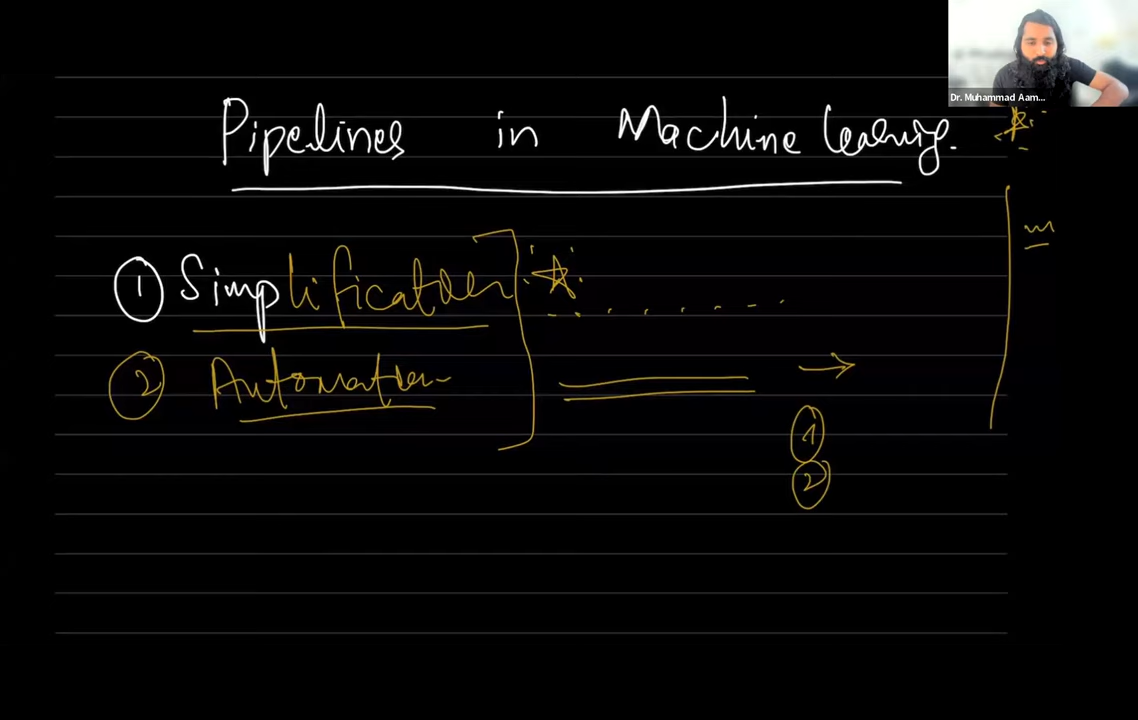 Dr. Muhammad Aam...
Pipelines in Machine learning.
① Simplification
② Automation
①
②